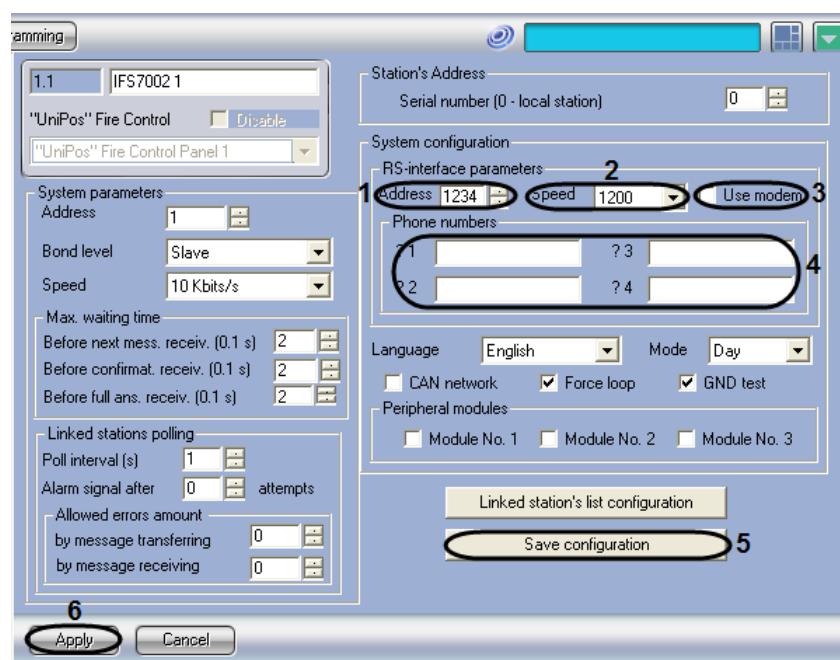 amming
1.1 IFS7002 1
"UniPos" Fire Control Disable
"UniPos" Fire Control Panel 1
System parameters
Address 1
Bond level Slave
Speed 10 Kbits/s
Max. waiting time
Before next mess. receiv. (0.1 s) 2
Before confirmat. receiv. (0.1 s) 2
Before full ans. receiv. (0.1 s) 2
Linked stations polling
Poll interval (s) 1
Alarm signal after 0 attempts
Allowed errors amount
by message transferring 0
by message receiving 0
Station's Address
Serial number (0 - local station) 0
System configuration
RS-interface parameters
2
1 Address 1234 Speed 1200 Use modem 3
Phone numbers
? 1 ? 3
4
? 2 ? 4
Language English Mode Day
CAN network Force loop GND test
Peripheral modules
Module No. 1 Module No. 2 Module No. 3
Linked station's list configuration
Save configuration 5
6
Apply Cancel